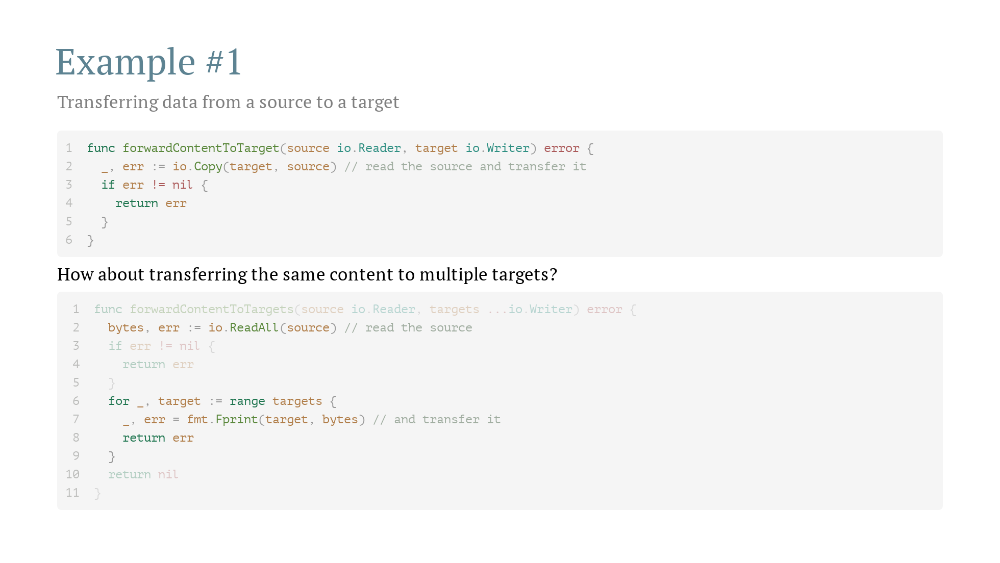 Example #1
Transferring data from a source to a target
1 func forwardContentToTarget(source io.Reader, target io.Writer) error {
2   _, err := io.Copy(target, source) // read the source and transfer it
3   if err != nil {
4     return err
5   }
6 }
How about transferring the same content to multiple targets?
1 func forwardContentToTargets(source io.Reader, targets ...io.Writer) error {
2   bytes, err := io.ReadAll(source) // read the source
3   if err != nil {
4     return err
5   }
6   for _, target := range targets {
7     _, err = fmt.Fprint(target, bytes) // and transfer it
8     return err
9   }
10   return nil
11 }